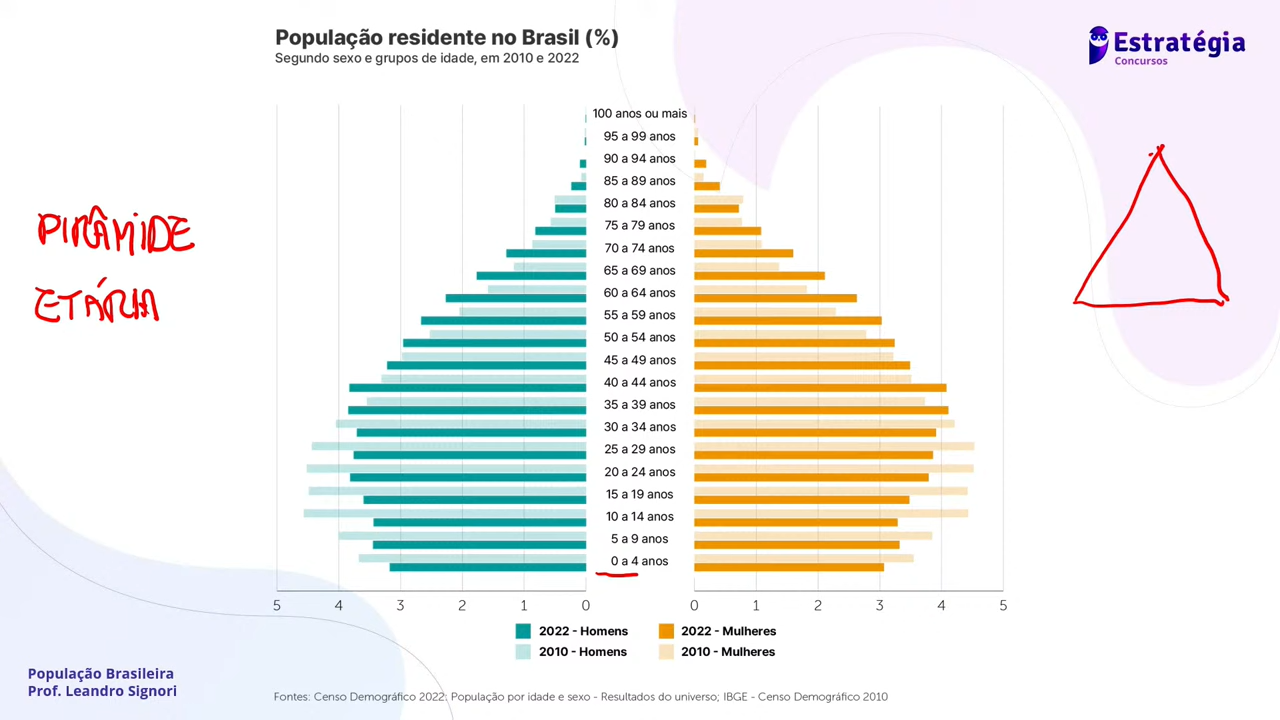 População residente no Brasil (%)
Segundo sexo e grupos de idade, em 2010 e 2022
Estratégia
Concursos
PIRÂMIDE
ETÁRIA
100 anos ou mais
95 a 99 anos
90 a 94 anos
85 a 89 anos
80 a 84 anos
75 a 79 anos
70 a 74 anos
65 a 69 anos
60 a 64 anos
55 a 59 anos
50 a 54 anos
45 a 49 anos
40 a 44 anos
35 a 39 anos
30 a 34 anos
25 a 29 anos
20 a 24 anos
15 a 19 anos
10 a 14 anos
5 a 9 anos
0 a 4 anos
5 4 3 2 1 0 0 1 2 3 4 5
2022 - Homens 2022 - Mulheres
2010 - Homens 2010 - Mulheres
População Brasileira
Prof. Leandro Signori
Fontes: Censo Demográfico 2022: População por idade e sexo - Resultados do universo; IBGE - Censo Demográfico 2010